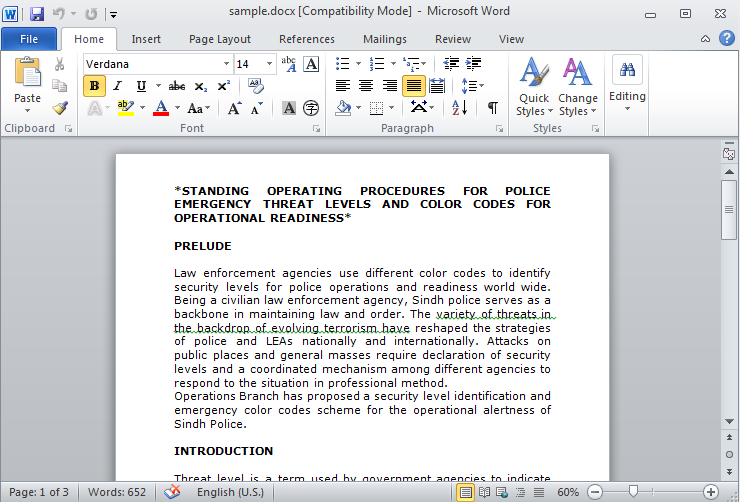 sample.docx [Compatibility Mode] - Microsoft Word
File Home Insert Page Layout References Mailings Review View
Verdana 14
Paste
Quick Styles
Change Styles
Editing
Clipboard Font Paragraph Styles
*STANDING OPERATING PROCEDURES FOR POLICE
EMERGENCY THREAT LEVELS AND COLOR CODES FOR
OPERATIONAL READINESS*
PRELUDE
Law enforcement agencies use different color codes to identify
security levels for police operations and readiness world wide.
Being a civilian law enforcement agency, Sindh police serves as a
backbone in maintaining law and order. The variety of threats in
the backdrop of evolving terrorism have reshaped the strategies
of police and LEAs nationally and internationally. Attacks on
public places and general masses require declaration of security
levels and a coordinated mechanism among different agencies to
respond to the situation in professional method.
Operations Branch has proposed a security level identification and
emergency color codes scheme for the operational alertness of
Sindh Police.
INTRODUCTION
Threat level is a term used by government agencies to indicate
Page: 1 of 3 Words: 652 English (U.S.) 60%